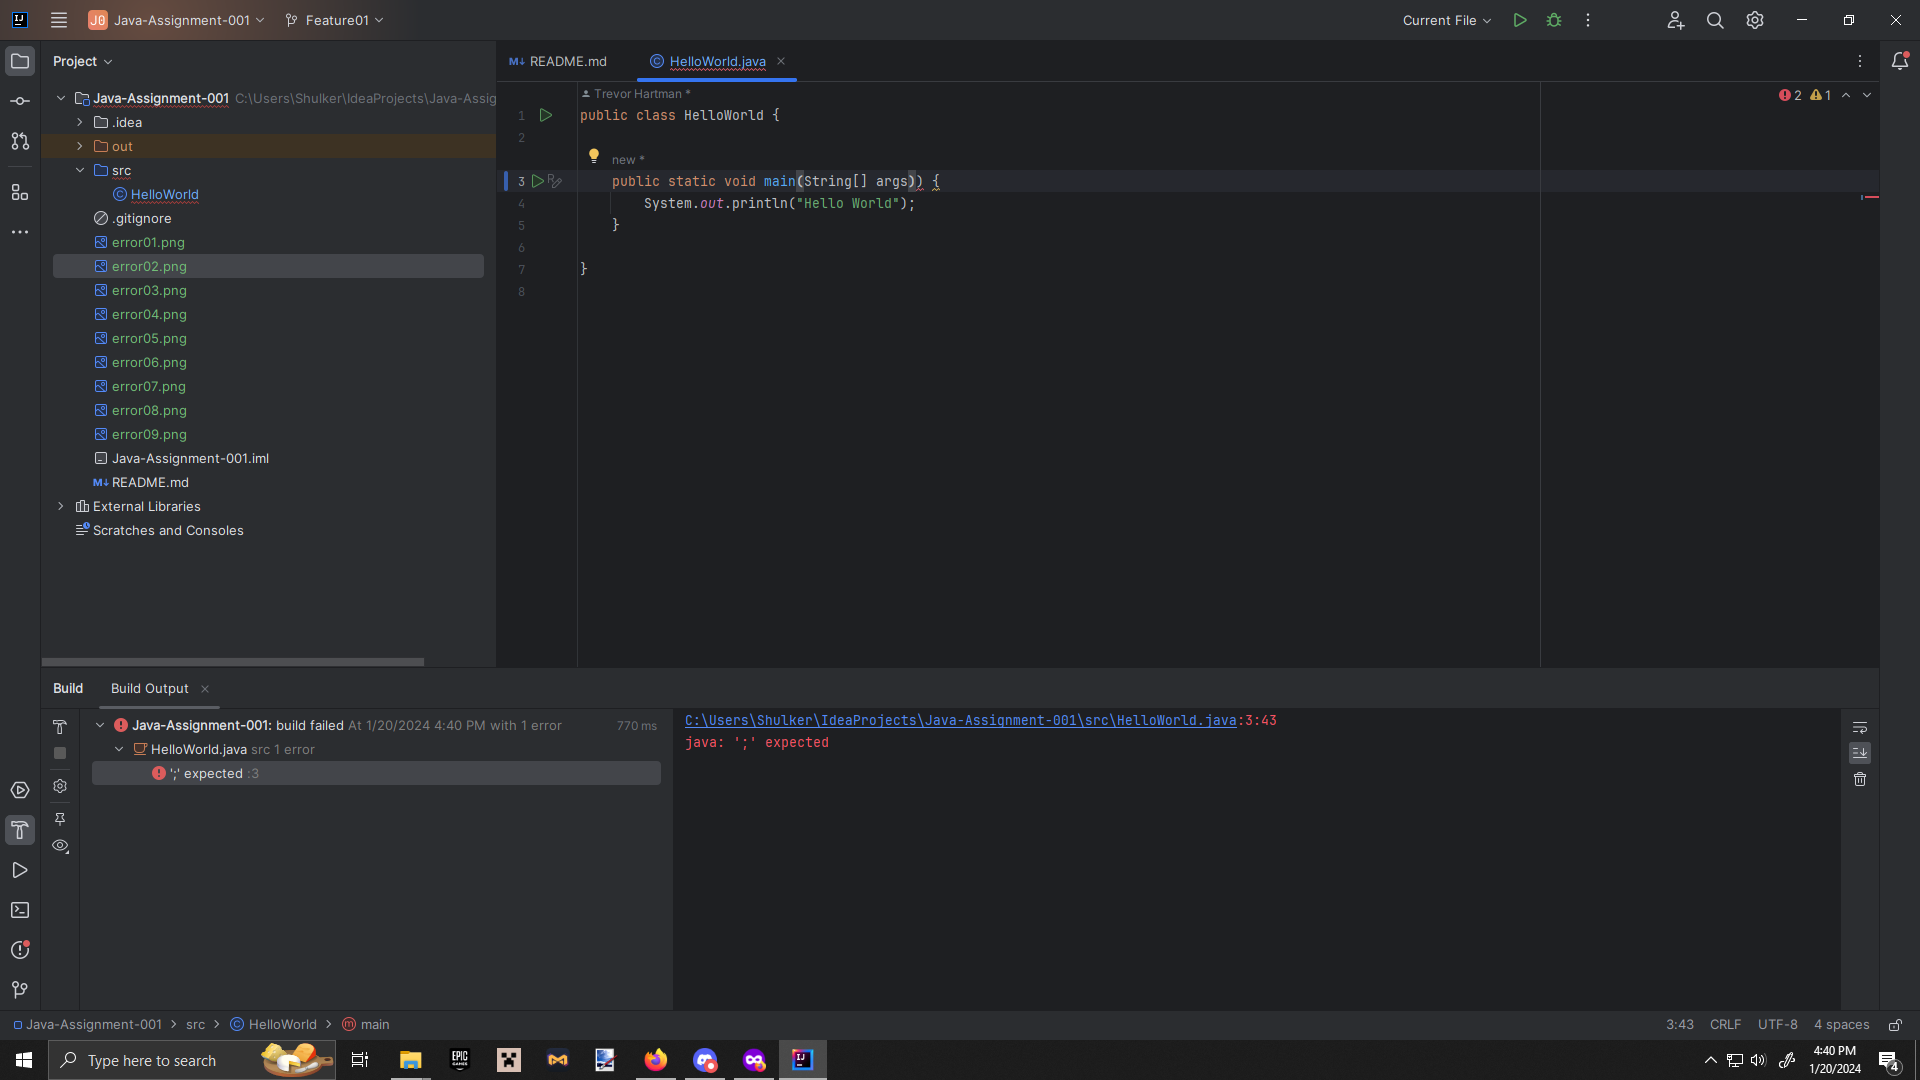 Java-Assignment-001
Feature01
Current File
Project
README.md
HelloWorld.java
Java-Assignment-001 C:\Users\Shulker\IdeaProjects\Java-Assig
.idea
out
src
HelloWorld
.gitignore
error01.png
error02.png
error03.png
error04.png
error05.png
error06.png
error07.png
error08.png
error09.png
Java-Assignment-001.iml
README.md
External Libraries
Scratches and Consoles
Trevor Hartman *
2 1
1 public class HelloWorld {
2
new *
3 public static void main(String[] args)) {
4 System.out.println("Hello World");
5 }
6
7 }
8
Build
Build Output
Java-Assignment-001: build failed At 1/20/2024 4:40 PM with 1 error 770 ms
HelloWorld.java src 1 error
';' expected :3
C:\Users\Shulker\IdeaProjects\Java-Assignment-001\src\HelloWorld.java:3:43
java: ';' expected
Java-Assignment-001 > src > HelloWorld > main
3:43 CRLF UTF-8 4 spaces
Type here to search
EPIC
GAMES
4:40 PM
1/20/2024
4